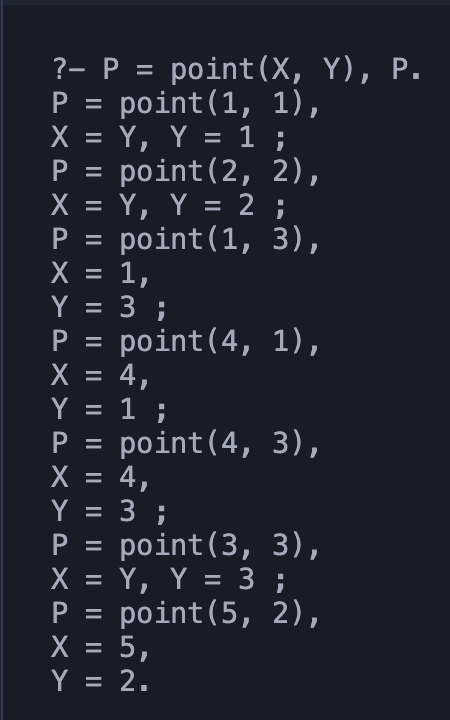 ?- P = point(X, Y), P.
P = point(1, 1),
X = Y, Y = 1 ;
P = point(2, 2),
X = Y, Y = 2 ;
P = point(1, 3),
X = 1,
Y = 3 ;
P = point(4, 1),
X = 4,
Y = 1 ;
P = point(4, 3),
X = 4,
Y = 3 ;
P = point(3, 3),
X = Y, Y = 3 ;
P = point(5, 2),
X = 5,
Y = 2.